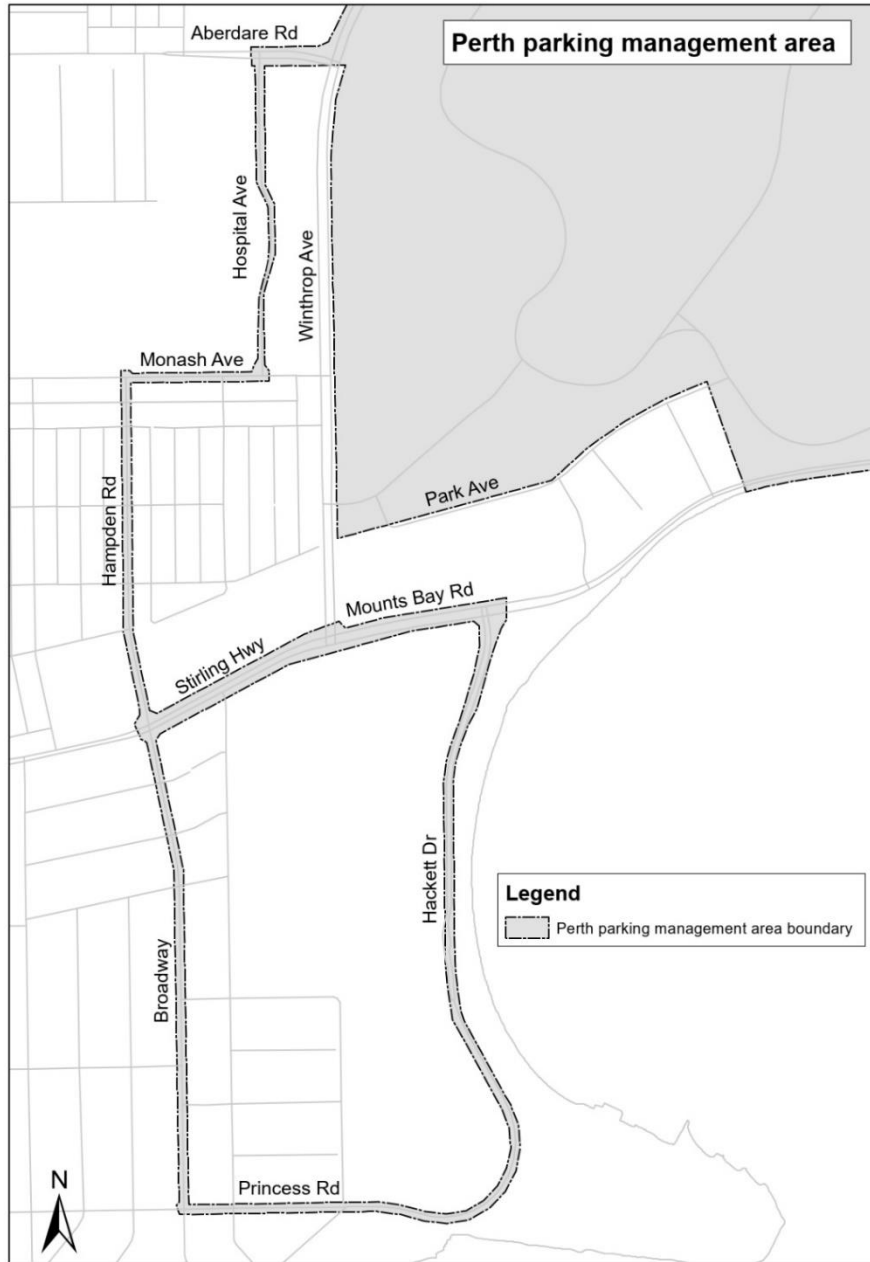 Aberdare Rd
Perth parking management area
Hospital Ave
Winthrop Ave
Monash Ave
Hampden Rd
Park Ave
Mounts Bay Rd
Stirling Hwy
Hackett Dr
Legend
Perth parking management area boundary
Broadway
N
Princess Rd